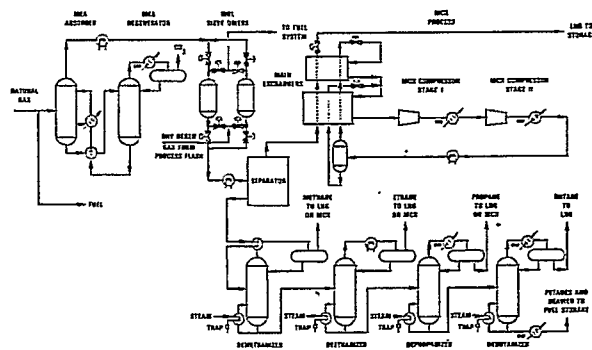 MEA
ABSORBER
MEA
REGENERATOR
MOL
SIEVE DRIERS
TO FUEL
SYSTEM
MCR
PROCESS
LNG TO
STORAGE
NATURAL
GAS
MAIN
EXCHANGERS
MCR COMPRESSION
STAGE I
MCR COMPRESSION
STAGE II
GAS FROM
PROCESS FLASH
SEPARATOR
FUEL
METHANE
TO LNG
OR MCR
ETHANE
TO LNG
OR MCR
PROPANE
TO LNG
OR MCR
BUTANE
TO
LNG
PENTANES AND
HEAVIER TO
FUEL STORAGE
STEAM
TRAP
STEAM
TRAP
STEAM
TRAP
STEAM
TRAP
DEMETHANIZER
DEETHANIZER
DEPROPANIZER
DEBUTANIZER